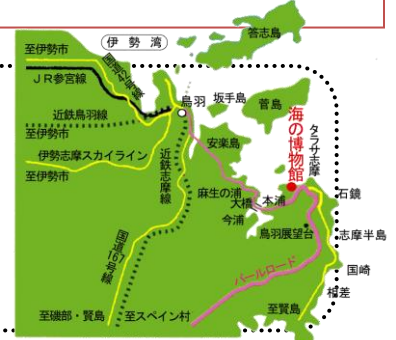 伊勢湾
答志島
至伊勢市
国道42号線
JR参宮線
鳥羽
坂手島
菅島
近鉄鳥羽線
至伊勢市
安楽島
海の博物館
タラサ志摩
伊勢志摩スカイライン
近鉄志摩線
至伊勢市
麻生の浦大橋
本浦
石鏡
今浦
鳥羽展望台
志摩半島
国道167号線
パールロード
国崎
相差
至磯部・賢島
至スペイン村
至賢島